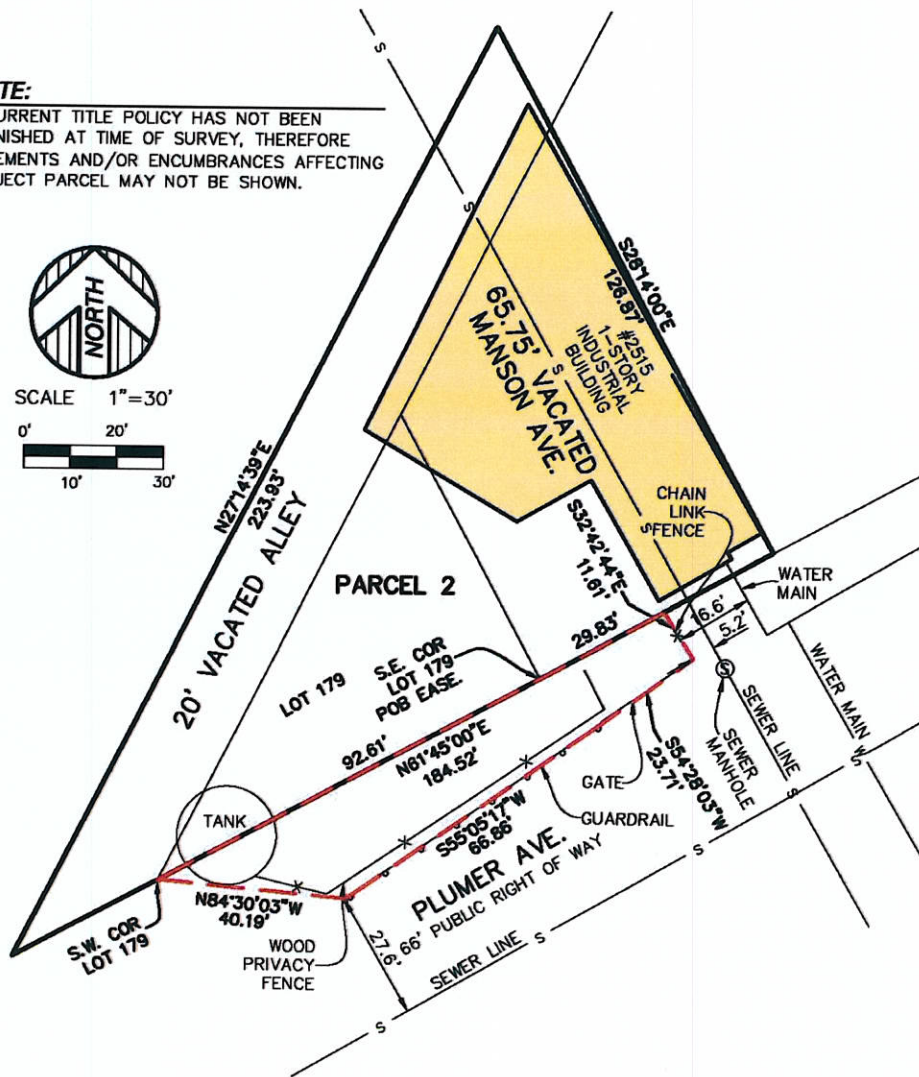 TE:
URRENT TITLE POLICY HAS NOT BEEN
NISHED AT TIME OF SURVEY, THEREFORE
EMENTS AND/OR ENCUMBRANCES AFFECTING
JECT PARCEL MAY NOT BE SHOWN.
NORTH
SCALE 1"=30'
0' 20'
10' 30'
S
S
S28°14'00"E
126.87'
#2515
1-STORY
INDUSTRIAL
BUILDING
65.75' VACATED
MANSON AVE.
S
S
N27°14'39"E
223.93'
20' VACATED ALLEY
PARCEL 2
CHAIN
LINK
FENCE
S32°42'44"E
11.61'
WATER
MAIN
16.6'
5.2'
29.83'
S.E. COR
LOT 179
POB EASE.
LOT 179
92.61'
N61°45'00"E
184.52'
S
SEWER
MANHOLE
SEWER LINE
S
WATER MAIN
W
S
S54°28'03"W
23.71'
GATE
GUARDRAIL
S55°05'17"W
66.86'
TANK
PLUMER AVE.
66' PUBLIC RIGHT OF WAY
S
N84°30'03"W
40.19'
S.W. COR
LOT 179
WOOD
PRIVACY
FENCE
27.6'
SEWER LINE
S
S